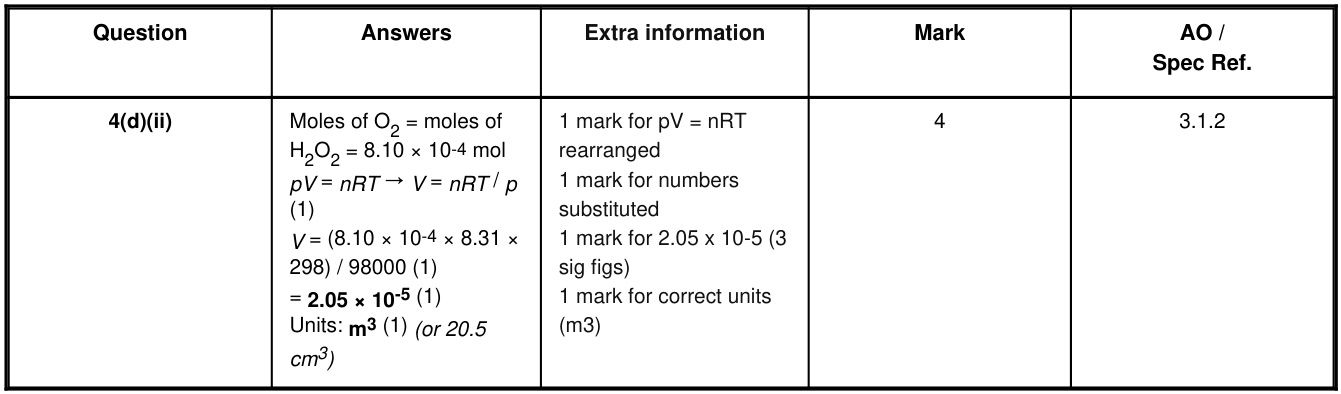 Question Answers Extra information Mark AO /
Spec Ref.
4(d)(ii)
Moles of O₂ = moles of
H₂O₂ = 8.10 × 10⁻⁴ mol
pV = nRT → V = nRT / p
(1)
V = (8.10 × 10⁻⁴ × 8.31 ×
298) / 98000 (1)
= 2.05 × 10⁻⁵ (1)
Units: m³ (1) (or 20.5
cm³)
1 mark for pV = nRT
rearranged
1 mark for numbers
substituted
1 mark for 2.05 x 10-5 (3
sig figs)
1 mark for correct units
(m3)
4
3.1.2